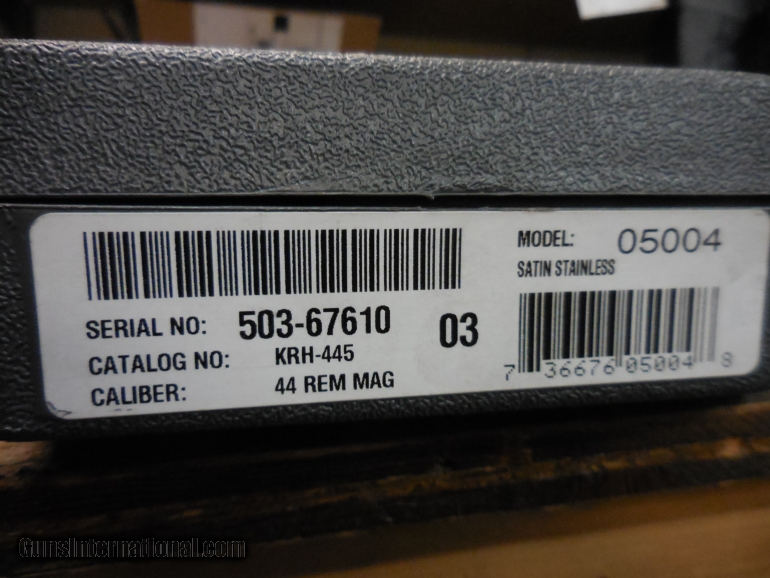 SERIAL NO: 503-67610
CATALOG NO: KRH-445
CALIBER: 44 REM MAG
03
MODEL: 05004
SATIN STAINLESS
7 36676 05004 8
GunsInternational.com